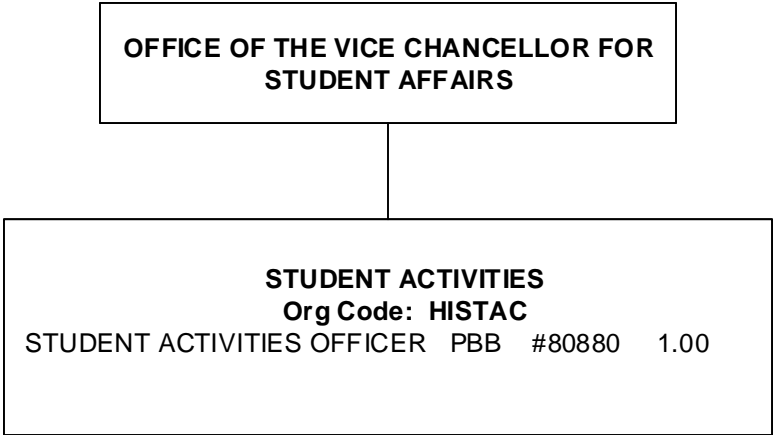 OFFICE OF THE VICE CHANCELLOR FOR
STUDENT AFFAIRS
STUDENT ACTIVITIES
Org Code: HISTAC
STUDENT ACTIVITIES OFFICER PBB #80880 1.00